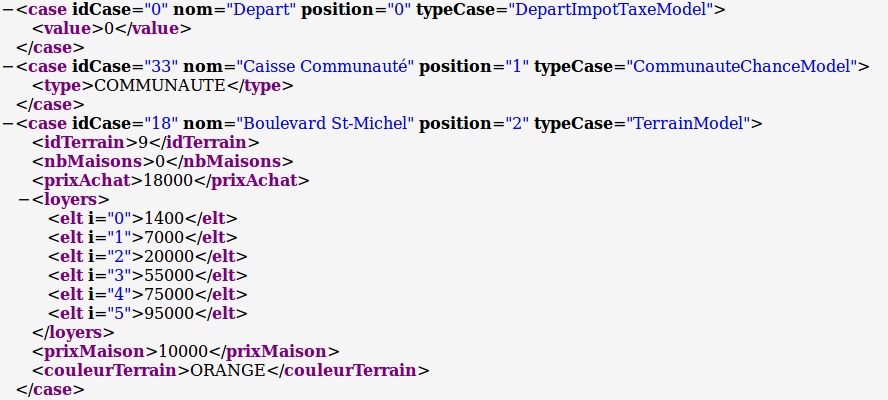 −<case idCase="0" nom="Depart" position="0" typeCase="DepartImpotTaxeModel">
<value>0</value>
</case>
−<case idCase="33" nom="Caisse Communauté" position="1" typeCase="CommunauteChanceModel">
<type>COMMUNAUTE</type>
</case>
−<case idCase="18" nom="Boulevard St-Michel" position="2" typeCase="TerrainModel">
<idTerrain>9</idTerrain>
<nbMaisons>0</nbMaisons>
<prixAchat>18000</prixAchat>
−<loyers>
<elt i="0">1400</elt>
<elt i="1">7000</elt>
<elt i="2">20000</elt>
<elt i="3">55000</elt>
<elt i="4">75000</elt>
<elt i="5">95000</elt>
</loyers>
<prixMaison>10000</prixMaison>
<couleurTerrain>ORANGE</couleurTerrain>
</case>